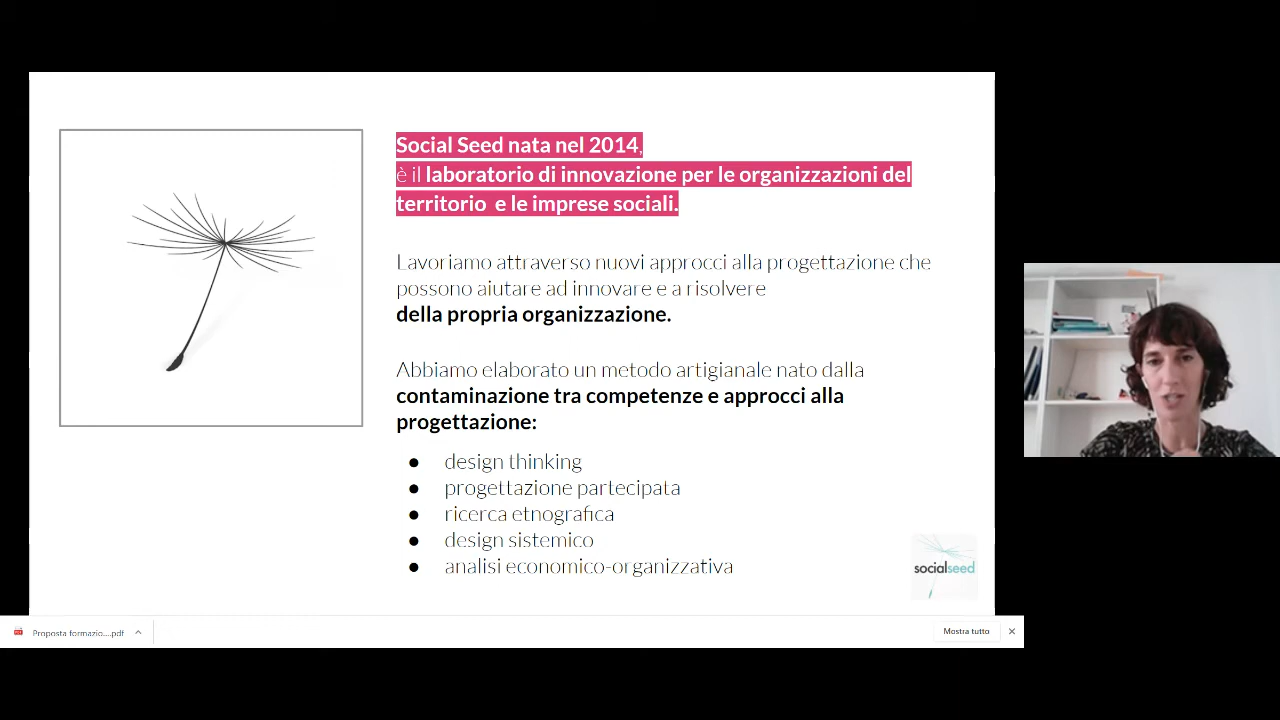 Social Seed nata nel 2014,
è il laboratorio di innovazione per le organizzazioni del
territorio e le imprese sociali.
Lavoriamo attraverso nuovi approcci alla progettazione che
possono aiutare ad innovare e a risolvere
della propria organizzazione.
Abbiamo elaborato un metodo artigianale nato dalla
contaminazione tra competenze e approcci alla
progettazione:
● design thinking
● progettazione partecipata
● ricerca etnografica
● design sistemico
● analisi economico-organizzativa
socialseed
Proposta formazio....pdf
Mostra tutto